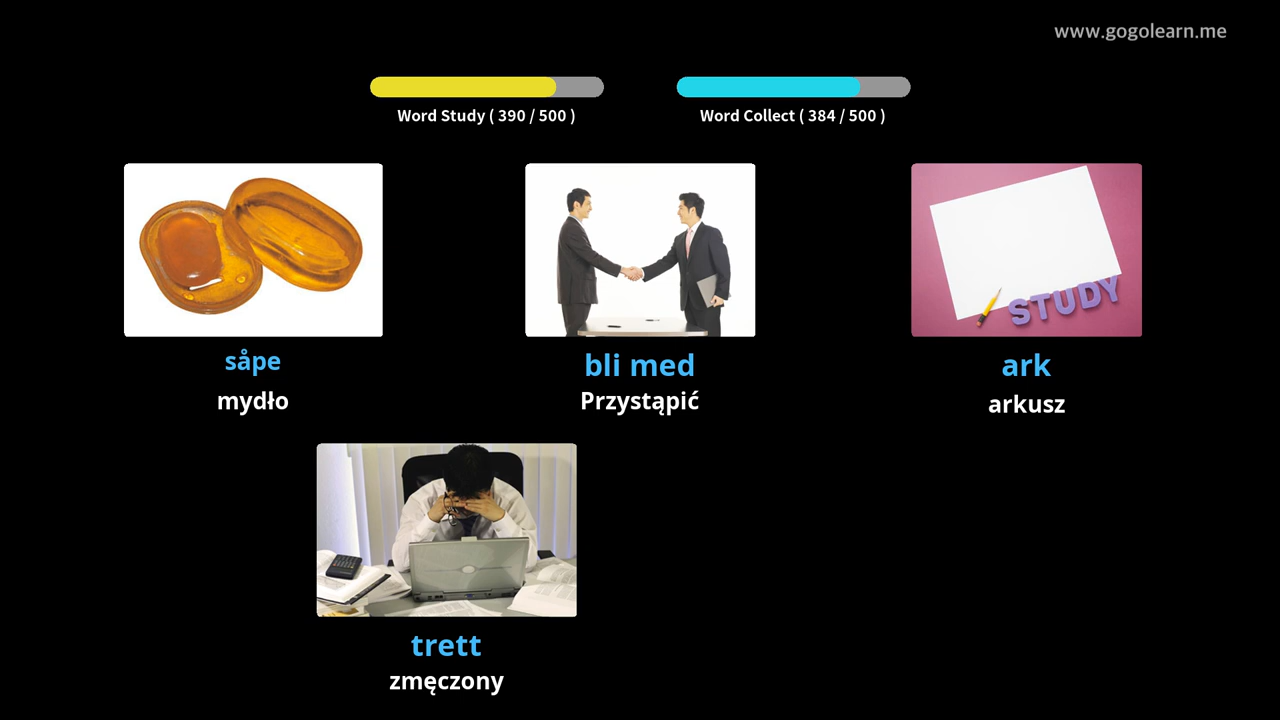 www.gogolearn.me
Word Study ( 390 / 500 )
Word Collect ( 384 / 500 )
såpe
mydło
bli med
Przystąpić
STUDY
ark
arkusz
trett
zmęczony